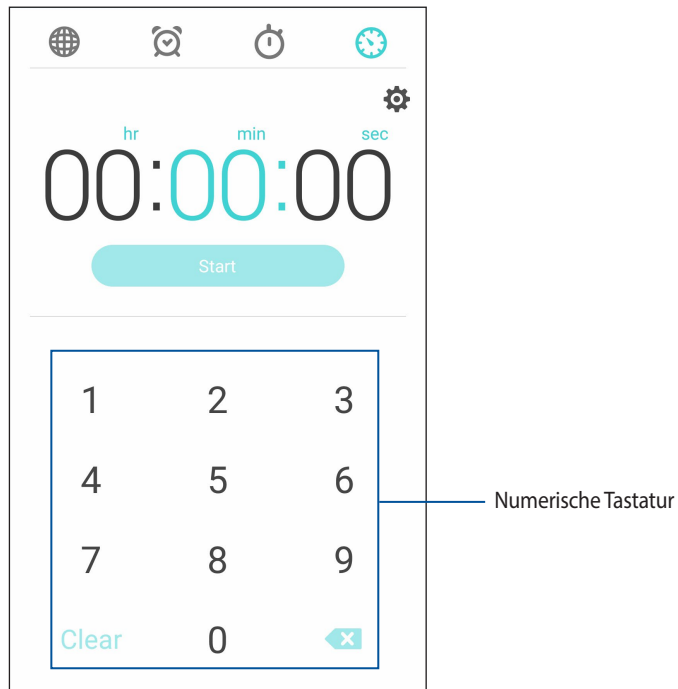 hr min sec
00:00:00
Start
1 2 3
4 5 6
Numerische Tastatur
7 8 9
Clear 0